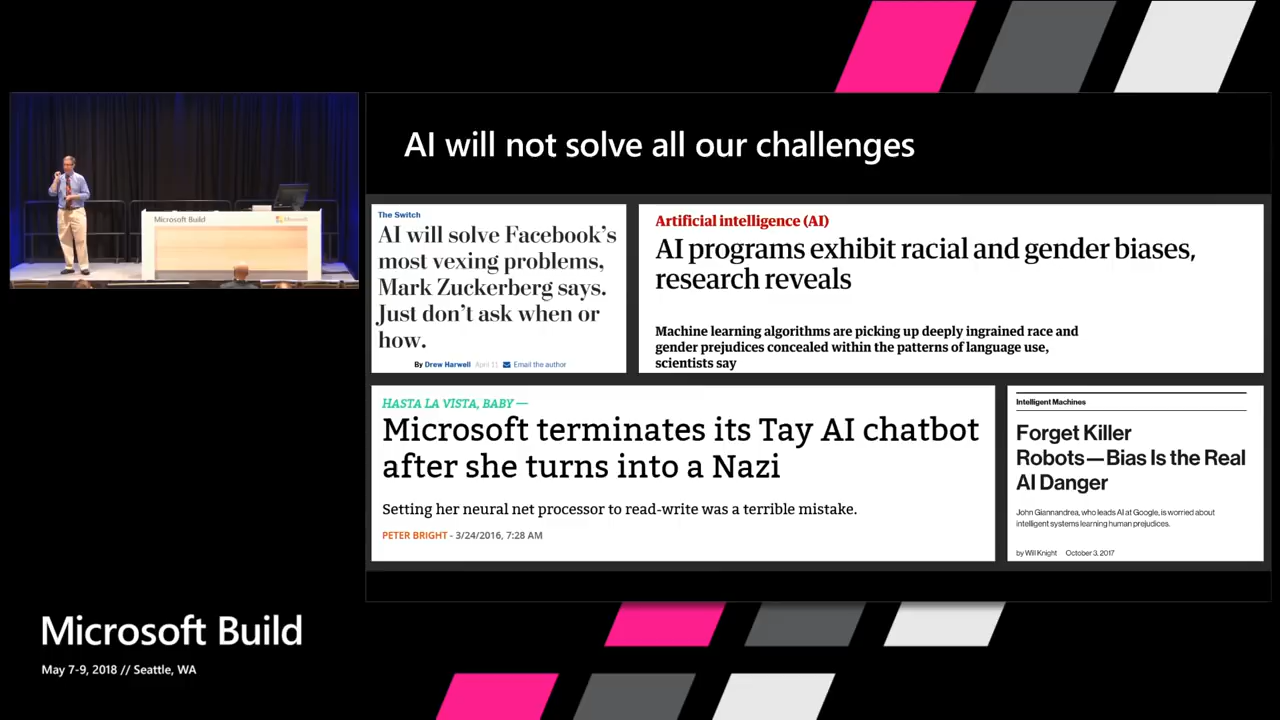 AI will not solve all our challenges
The Switch
AI will solve Facebook's
most vexing problems,
Mark Zuckerberg says.
Just don't ask when or
how.
By Drew Harwell April 11 Email the author
Artificial intelligence (AI)
AI programs exhibit racial and gender biases,
research reveals
Machine learning algorithms are picking up deeply ingrained race and
gender prejudices concealed within the patterns of language use,
scientists say
HASTA LA VISTA, BABY —
Microsoft terminates its Tay AI chatbot
after she turns into a Nazi
Setting her neural net processor to read-write was a terrible mistake.
PETER BRIGHT - 3/24/2016, 7:28 AM
Intelligent Machines
Forget Killer
Robots—Bias Is the Real
AI Danger
John Giannandrea, who leads AI at Google, is worried about
intelligent systems learning human prejudices.
by Will Knight October 3, 2017
Microsoft Build
Microsoft
Microsoft Build
May 7-9, 2018 // Seattle, WA